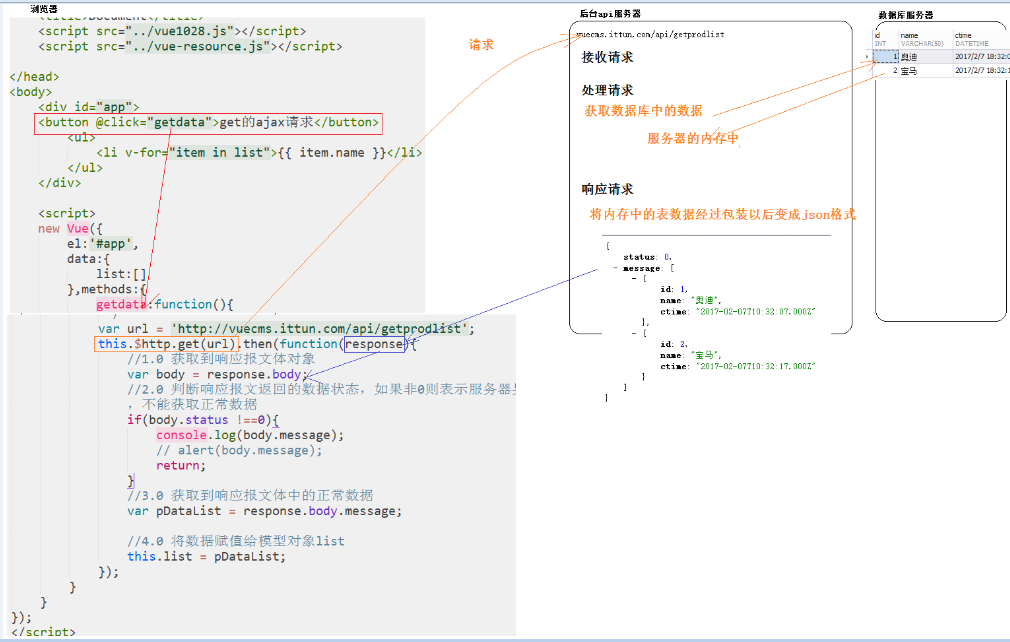 浏览器
<title>Document</title>
<script src="../vue1028.js"></script>
<script src="../vue-resource.js"></script>
</head>
<body>
<div id="app">
<button @click="getdata">get的ajax请求</button>
<ul>
<li v-for="item in list">{{ item.name }}</li>
</ul>
</div>
<script>
new Vue({
el:'#app',
data:{
list:[]
},methods:{
getdata:function(){
var url = 'http://vuecms.ittun.com/api/getprodlist';
this.$http.get(url).then(function(response){
//1.0 获取到响应报文体对象
var body = response.body;
//2.0 判断响应报文返回的数据状态，如果非0则表示服务器
，不能获取正常数据
if(body.status !==0){
console.log(body.message);
// alert(body.message);
return;
}
//3.0 获取到响应报文体中的正常数据
var pDataList = response.body.message;
//4.0 将数据赋值给模型对象list
this.list = pDataList;
});
}
}
});
</script>
请求
后台api服务器
vuecms.ittun.com/api/getprodlist
接收请求
处理请求
获取数据库中的数据
服务器的内存中
响应请求
将内存中的表数据经过包装以后变成json格式
{
status: 0,
- message: [
- {
id: 1,
name: "奥迪",
ctime: "2017-02-07T10:32:07.000Z"
},
- {
id: 2,
name: "宝马",
ctime: "2017-02-07T10:32:17.000Z"
}
]
}
数据库服务器
id name ctime
INT VARCHAR(50) DATETIME
1 奥迪 2017/2/7 18:32:0
2 宝马 2017/2/7 18:32:1